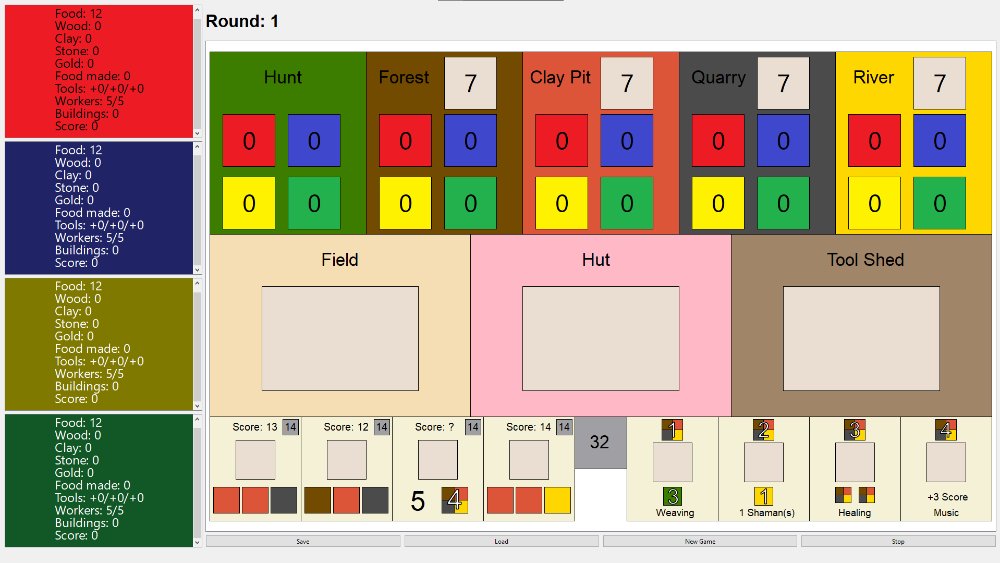 Food: 12
Wood: 0
Clay: 0
Stone: 0
Gold: 0
Food made: 0
Tools: +0/+0/+0
Workers: 5/5
Buildings: 0
Score: 0
Food: 12
Wood: 0
Clay: 0
Stone: 0
Gold: 0
Food made: 0
Tools: +0/+0/+0
Workers: 5/5
Buildings: 0
Score: 0
Food: 12
Wood: 0
Clay: 0
Stone: 0
Gold: 0
Food made: 0
Tools: +0/+0/+0
Workers: 5/5
Buildings: 0
Score: 0
Food: 12
Wood: 0
Clay: 0
Stone: 0
Gold: 0
Food made: 0
Tools: +0/+0/+0
Workers: 5/5
Buildings: 0
Score: 0
Round: 1
Hunt
Forest 7
Clay Pit 7
Quarry 7
River 7
0 0 0 0 0 0 0 0 0 0
0 0 0 0 0 0 0 0 0 0
Field
Hut
Tool Shed
Score: 13 14
Score: 12 14
Score: ? 14
Score: 14 14
5 4
32
1
3
Weaving
2
1
1 Shaman(s)
3
Healing
4
+3 Score
Music
Save
Load
New Game
Stop